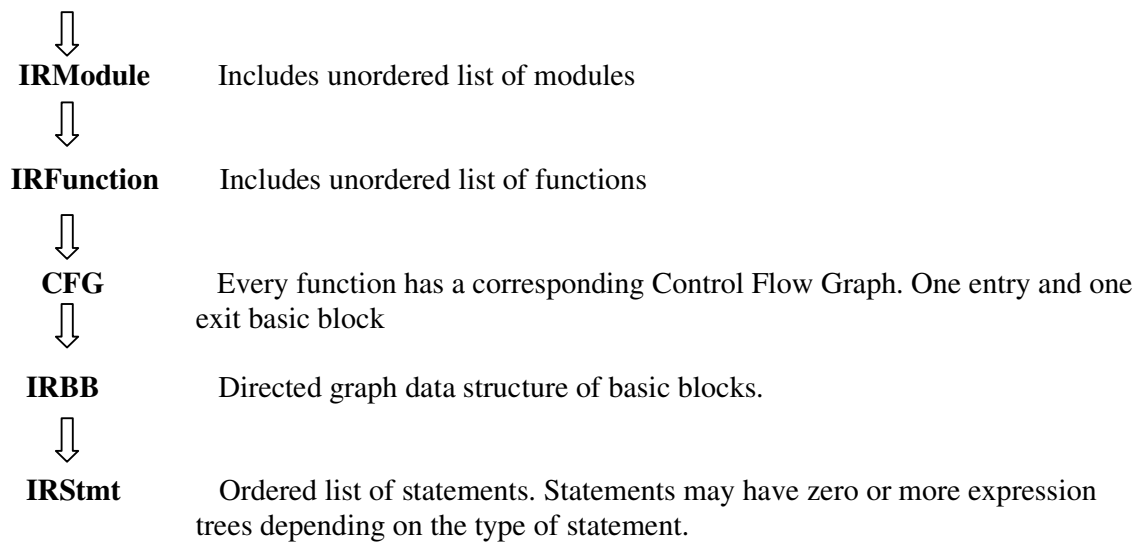 IRModule Includes unordered list of modules
IRFunction Includes unordered list of functions
CFG Every function has a corresponding Control Flow Graph. One entry and one
exit basic block
IRBB Directed graph data structure of basic blocks.
IRStmt Ordered list of statements. Statements may have zero or more expression
trees depending on the type of statement.